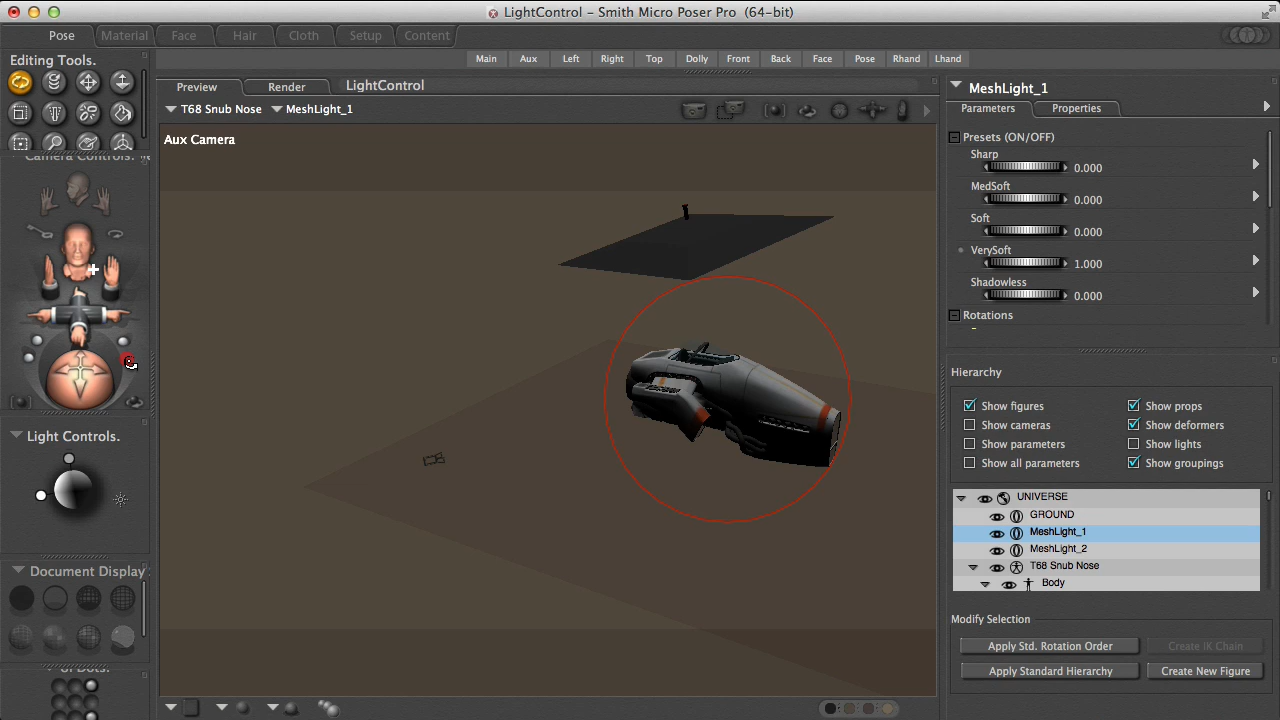 LightControl - Smith Micro Poser Pro (64-bit)
Pose Material Face Hair Cloth Setup Content
Editing Tools.
Main Aux Left Right Top Dolly Front Back Face Pose Rhand Lhand
Preview Render LightControl
T68 Snub Nose MeshLight_1
Aux Camera
Camera Controls.
Light Controls.
Document Display
UI Dots.
MeshLight_1
Parameters Properties
Presets (ON/OFF)
Sharp
0.000
MedSoft
0.000
Soft
0.000
VerySoft
1.000
Shadowless
0.000
Rotations
Hierarchy
Show figures Show props
Show cameras Show deformers
Show parameters Show lights
Show all parameters Show groupings
UNIVERSE
GROUND
MeshLight_1
MeshLight_2
T68 Snub Nose
Body
Modify Selection
Apply Std. Rotation Order Create IK Chain
Apply Standard Hierarchy Create New Figure